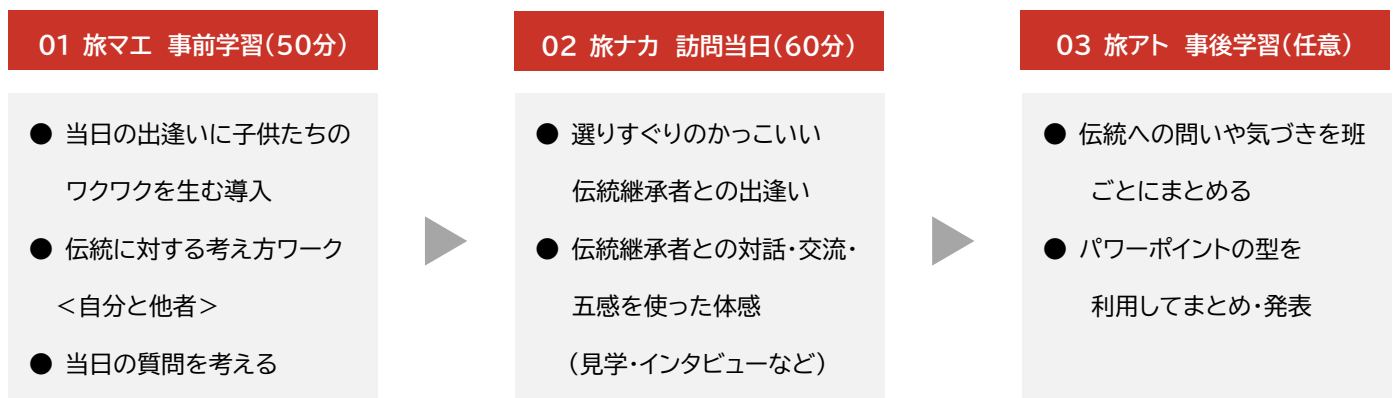 01 旅マエ 事前学習(50分)
● 当日の出逢いに子供たちの
ワクワクを生む導入
● 伝統に対する考え方ワーク
<自分と他者>
● 当日の質問を考える
02 旅ナカ 訪問当日(60分)
● 選りすぐりのかっこいい
伝統継承者との出逢い
● 伝統継承者との対話・交流・
五感を使った体感
(見学・インタビューなど)
03 旅アト 事後学習(任意)
● 伝統への問いや気づきを班
ごとにまとめる
● パワーポイントの型を
利用してまとめ・発表